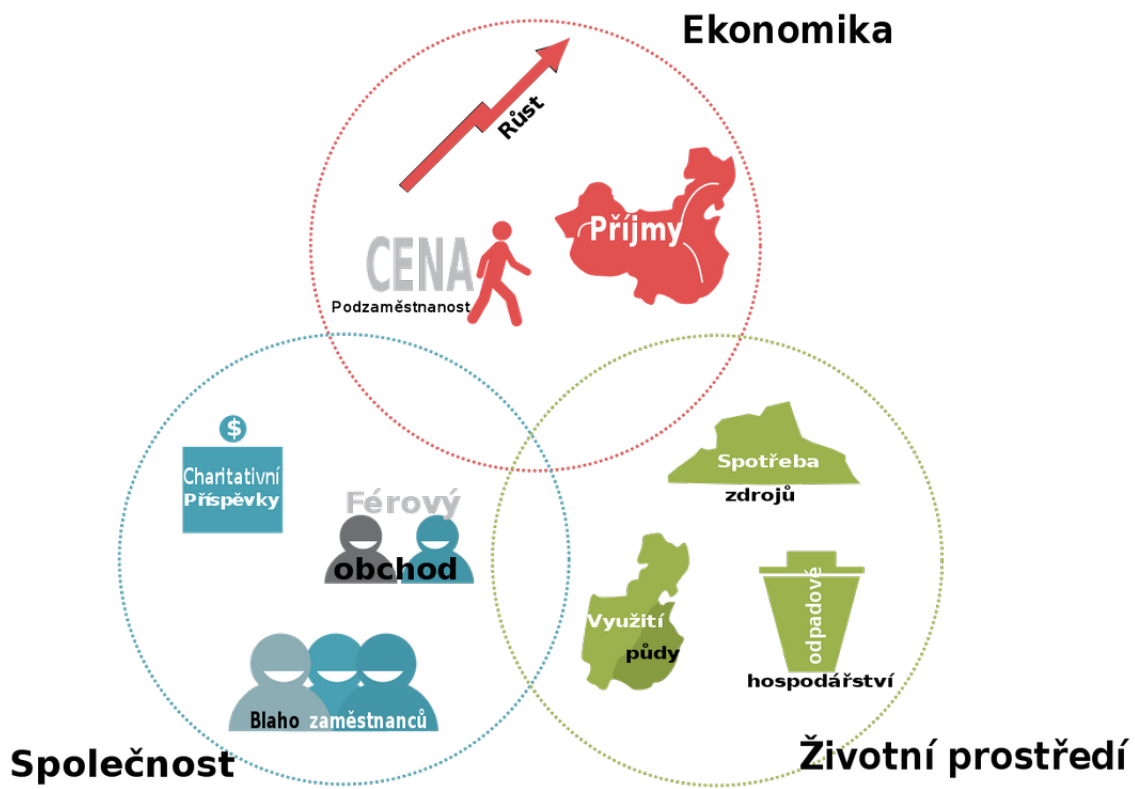 Ekonomika
Růst
Příjmy
CENA
Podzaměstnanost
$
Charitativní
Příspěvky
Férový
obchod
Blaho zaměstnanců
Společnost
Spotřeba
zdrojů
Využití
půdy
odpadové
hospodářství
Životní prostředí